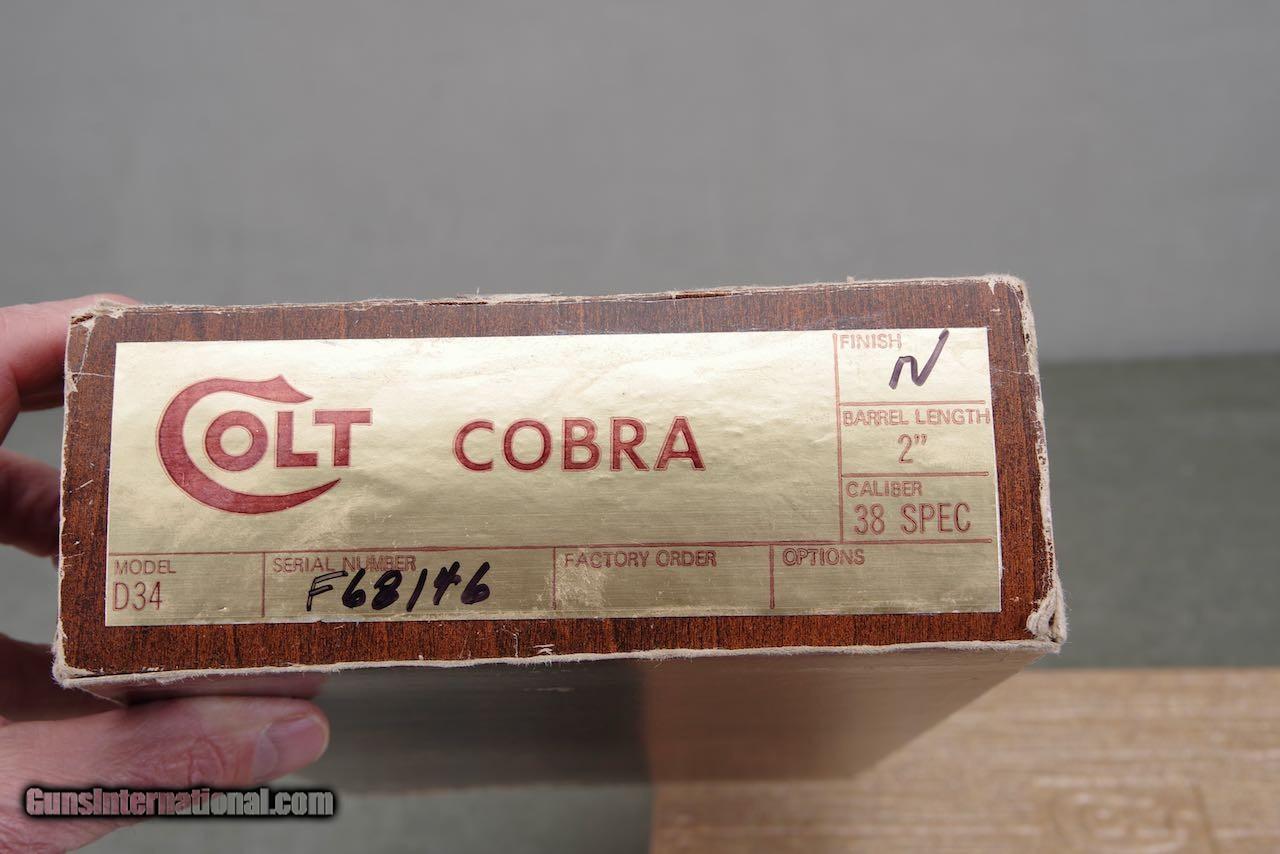 COLT COBRA
FINISH
N
BARREL LENGTH
2"
CALIBER
38 SPEC
MODEL
D34
SERIAL NUMBER
F68146
FACTORY ORDER
OPTIONS
GunsInternational.com